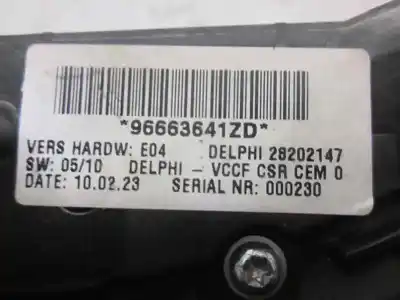 *96663641ZD*
VERS HARDW: E04 DELPHI 28202147
SW: 05/10 DELPHI - VCCF CSR CEM 0
DATE: 10.02.23 SERIAL NR: 000230